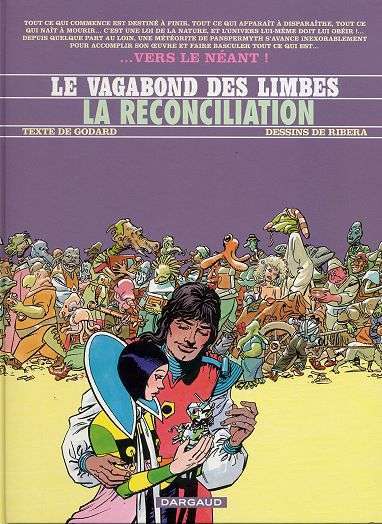 TOUT CE QUI COMMENCE EST DESTINÉ À FINIR, TOUT CE QUI APPARAÎT À DISPARAÎTRE, TOUT CE
QUI NAÎT À MOURIR... C'EST UNE LOI DE LA NATURE, ET L'UNIVERS LUI-MÊME DOIT LUI OBÉIR !...
DEPUIS QUELQUE PART AU LOIN, UNE MÉTÉORITE DE PANSPERMYTH S'AVANCE INEXORABLEMENT
POUR ACCOMPLIR SON ŒUVRE ET FAIRE BASCULER TOUT CE QUI EST...
...VERS LE NÉANT !
LE VAGABOND DES LIMBES
LA RECONCILIATION
TEXTE DE GODARD
DESSINS DE RIBERA
DARGAUD